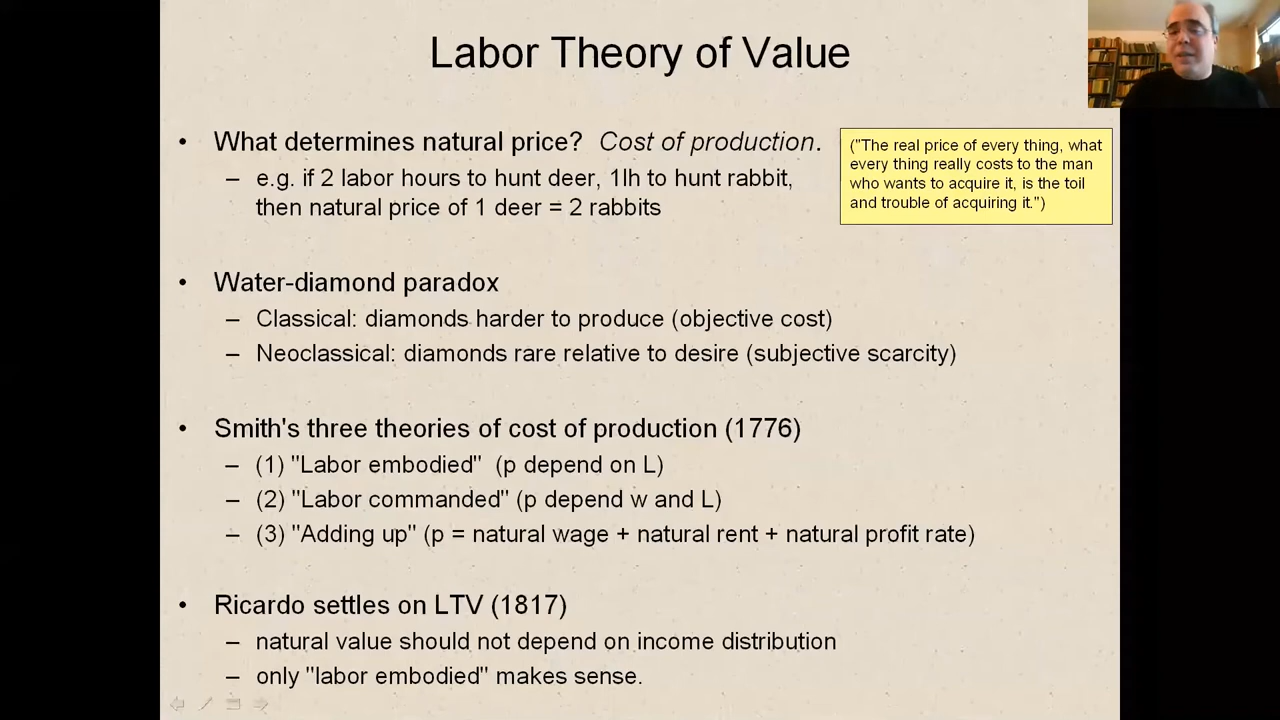 Labor Theory of Value
• What determines natural price? Cost of production.
– e.g. if 2 labor hours to hunt deer, 1lh to hunt rabbit,
then natural price of 1 deer = 2 rabbits
("The real price of every thing, what
every thing really costs to the man
who wants to acquire it, is the toil
and trouble of acquiring it.")
• Water-diamond paradox
– Classical: diamonds harder to produce (objective cost)
– Neoclassical: diamonds rare relative to desire (subjective scarcity)
• Smith's three theories of cost of production (1776)
– (1) "Labor embodied" (p depend on L)
– (2) "Labor commanded" (p depend w and L)
– (3) "Adding up" (p = natural wage + natural rent + natural profit rate)
• Ricardo settles on LTV (1817)
– natural value should not depend on income distribution
– only "labor embodied" makes sense.